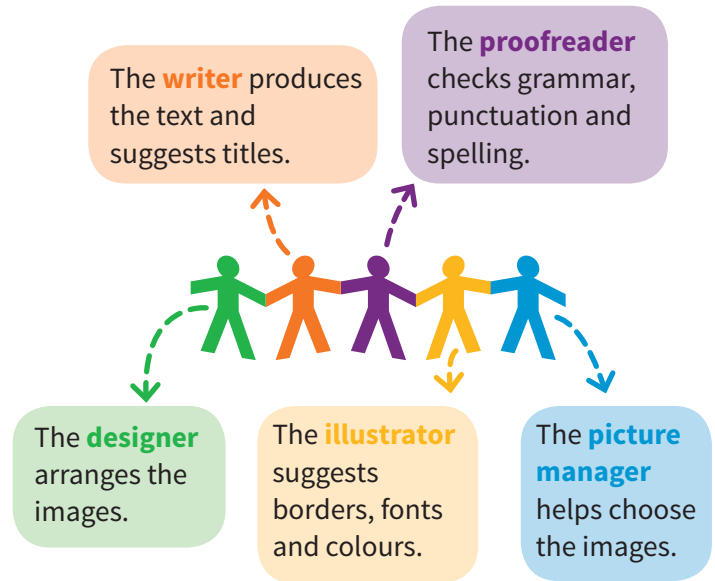 The writer produces
the text and
suggests titles.
The proofreader
checks grammar,
punctuation and
spelling.
The designer
arranges the
images.
The illustrator
suggests
borders, fonts
and colours.
The picture
manager
helps choose
the images.